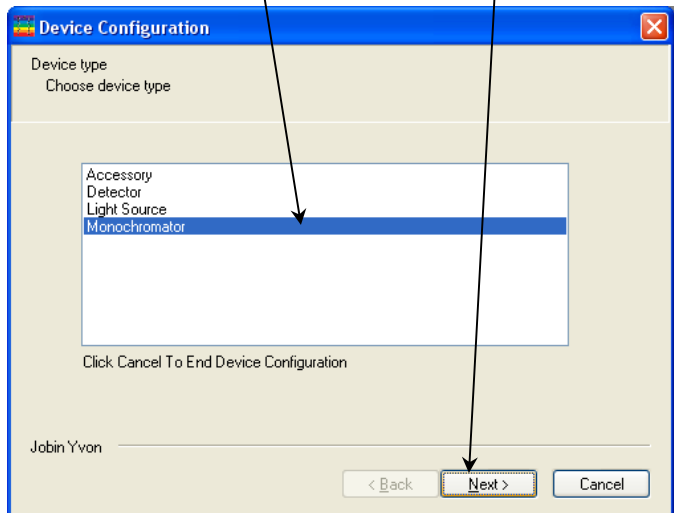 Device Configuration
Device type
Choose device type
Accessory
Detector
Light Source
Monochromator
Click Cancel To End Device Configuration
Jobin Yvon
< Back Next > Cancel